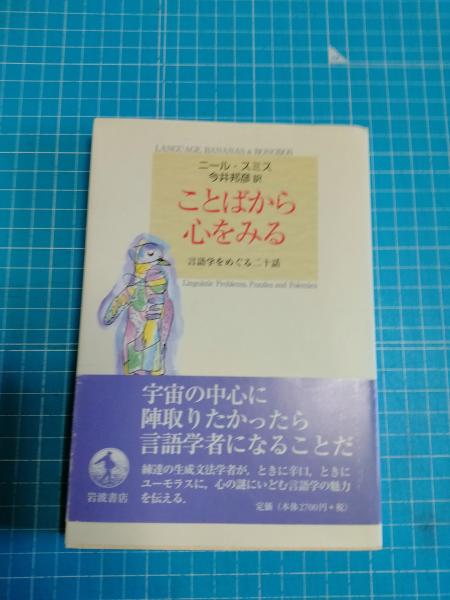 LANGUAGE, BANANAS & BONOBOS
ニール・スミス
今井邦彦 訳
ことばから
心をみる
言語学をめぐる二十話
Linguistic Problems, Puzzles and Polemics
宇宙の中心に
陣取りたかったら
言語学者になることだ
練達の生成文法学者が，ときに辛口，ときに
ユーモラスに，心の謎にいどむ言語学の魅力
を伝える．
岩波書店
定価（本体2700円＋税）